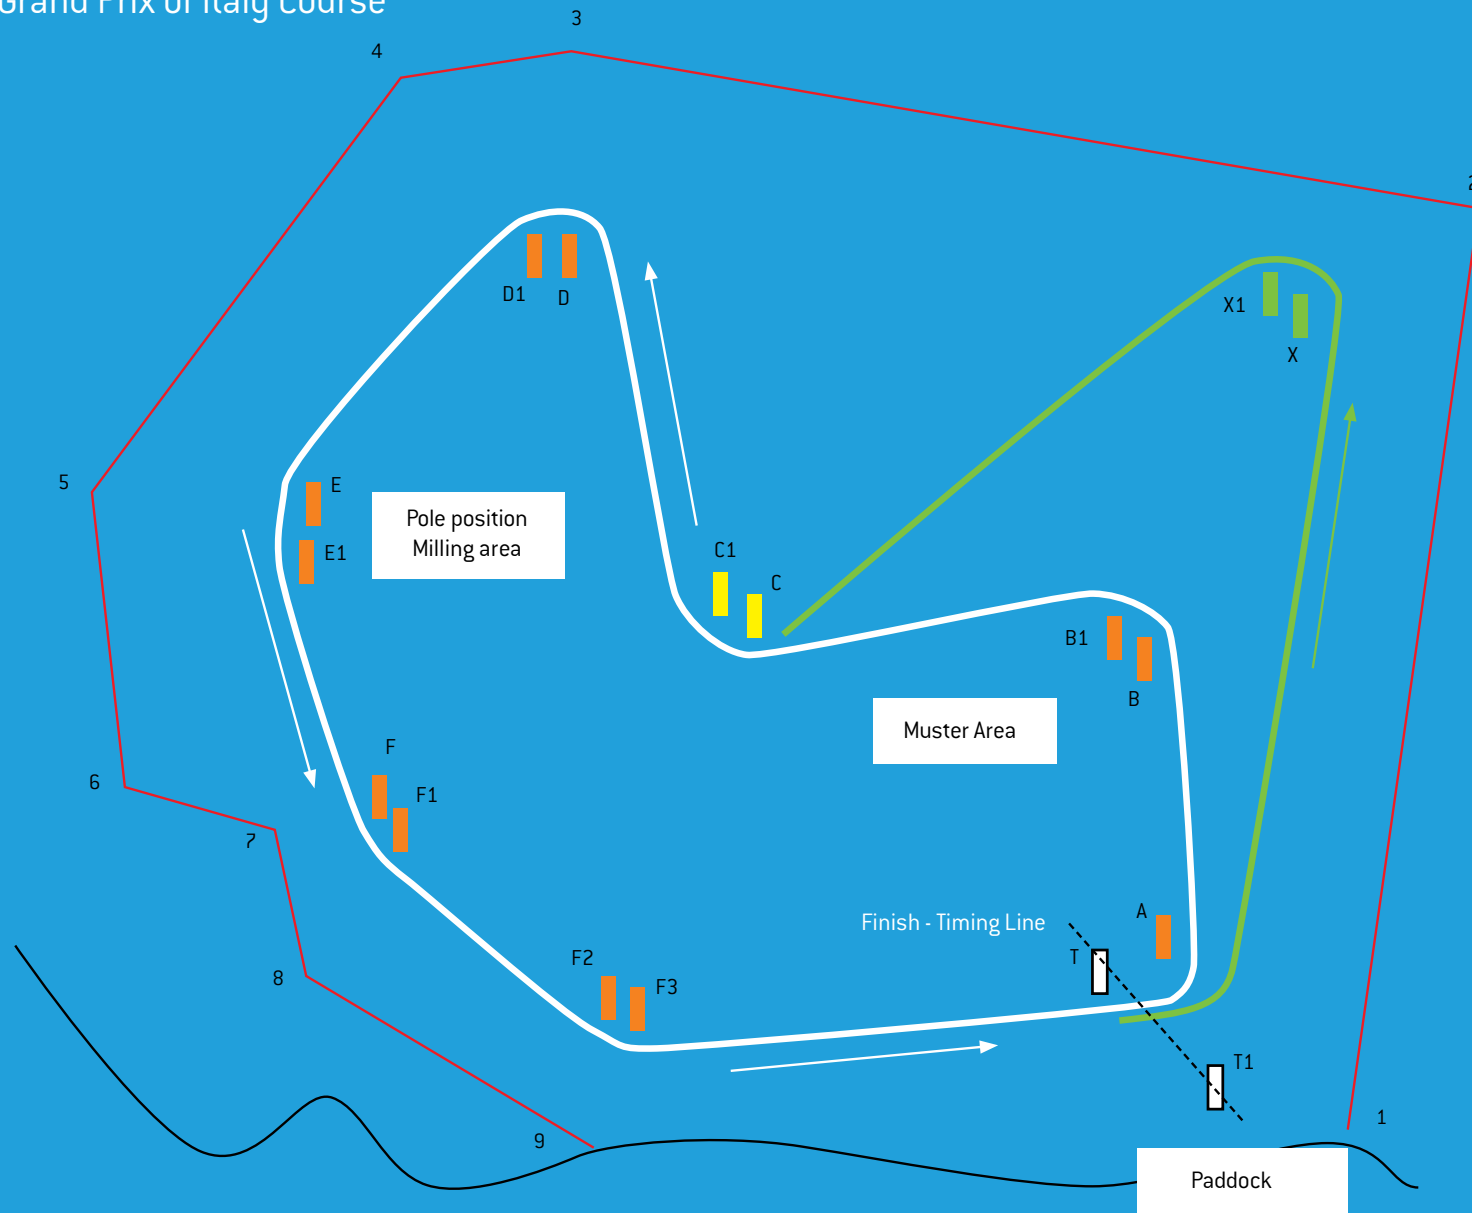 Grand Prix of Italy Course
3
4
2
D1
D
X1
X
5
E
E1
Pole position
Milling area
C1
C
B1
B
Muster Area
F
F1
6
7
A
Finish - Timing Line
T
F2
F3
8
T1
1
9
Paddock